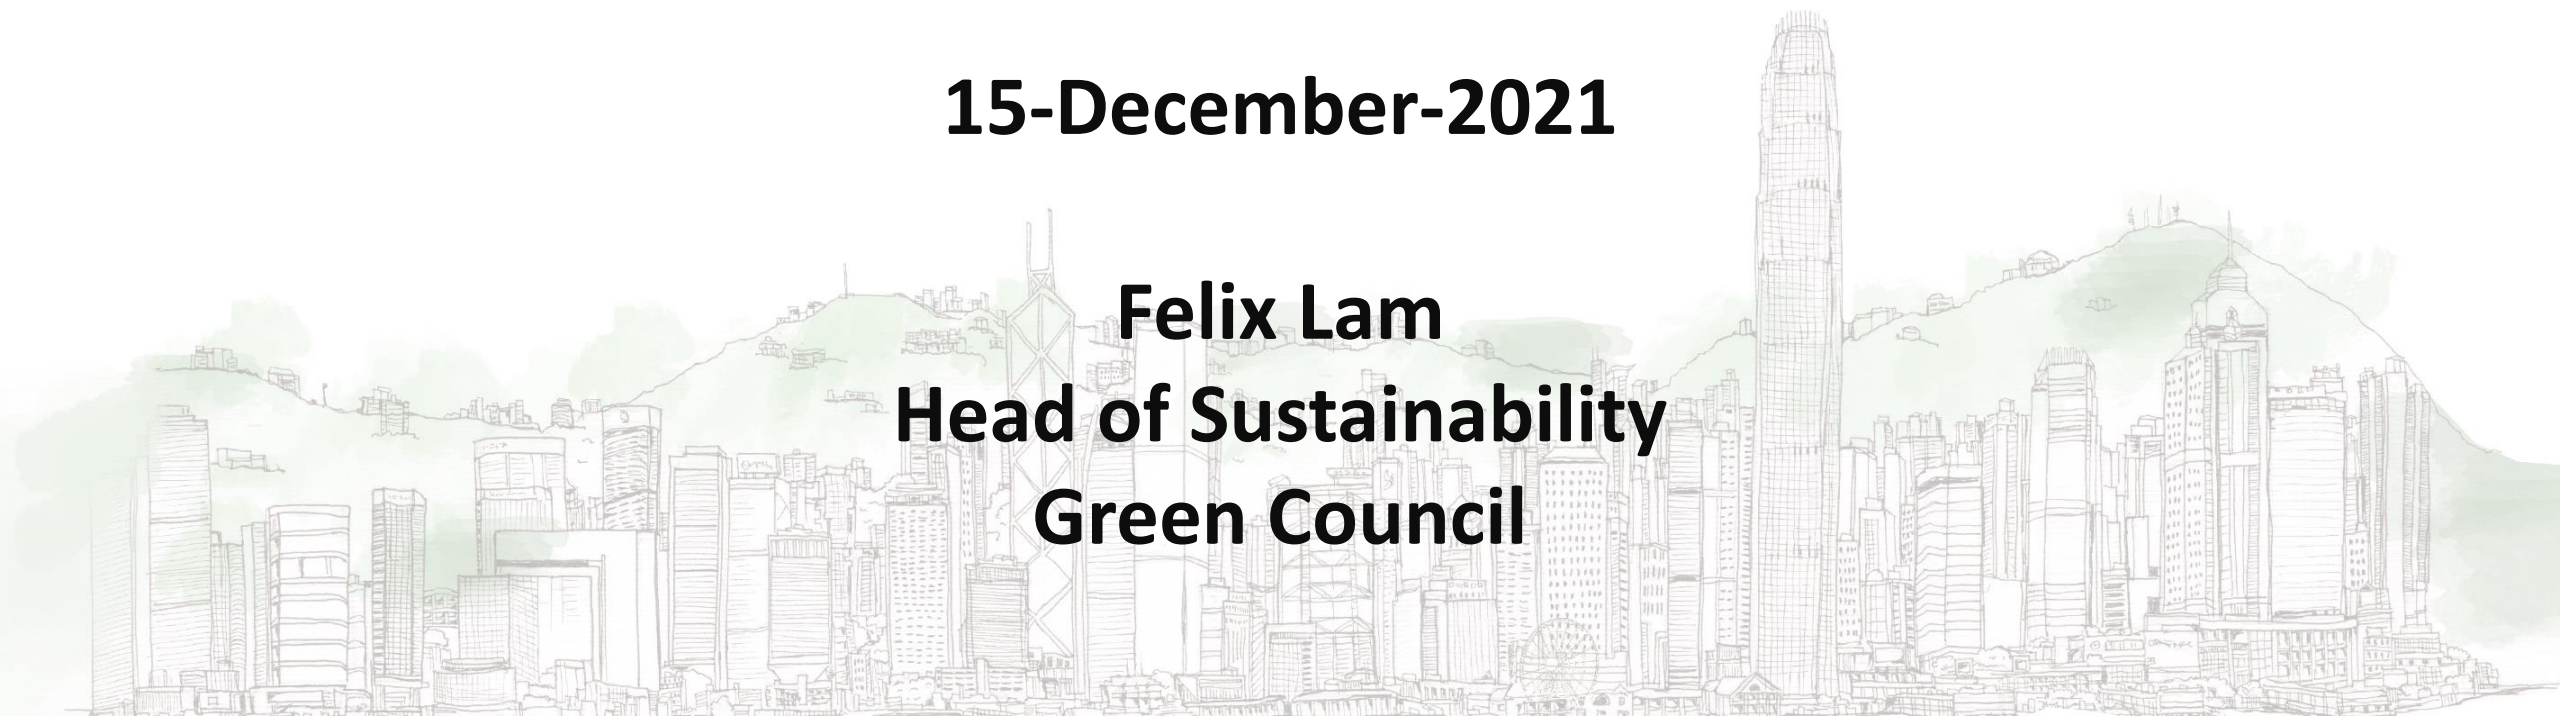 15-December-2021
Felix Lam
Head of Sustainability
Green Council